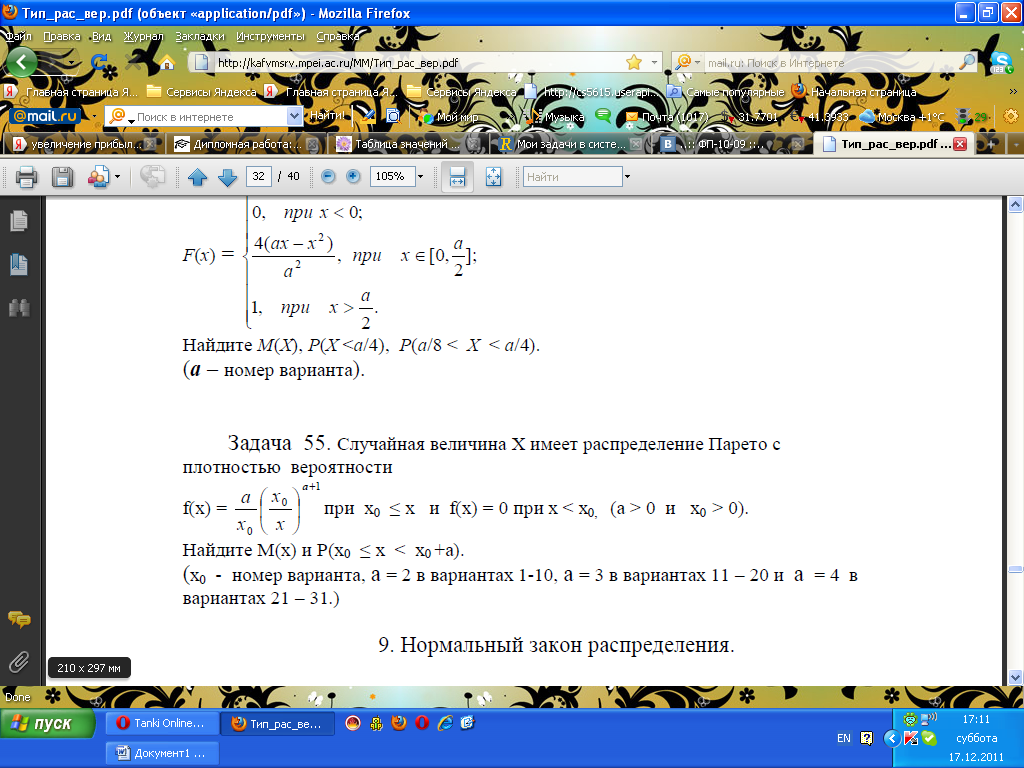 Тип_рас_вер.pdf (объект «application/pdf») - Mozilla Firefox
Файл Правка Вид Журнал Закладки Инструменты Справка
http://kafvmsrv.mpei.ac.ru/MM/Тип_рас_вер.pdf mail.ru: Поиск в Интернете
Главная страница Я... Сервисы Яндекса Главная страница Я... Сервисы Яндекса http://cs5615.userapi... Самые популярные Начальная страница
@mail.ru Поиск в интернете Найти! Мой мир Музыка Почта (1017) 31.7701 41.3933 Москва +1°C 29
увеличение прибыл... Дипломная работа:... Таблица значений ... Мои задачи в систе... ..:: ФП-10-09 ::.. Тип_рас_вер.pdf ...
32 / 40 105% Найти
0, при x < 0;
F(x) = 4(ax − x²) / a², при x ∈ [0, a/2];
1, при x > a/2.
Найдите M(X), P(X <a/4), P(a/8 < X < a/4).
(a – номер варианта).
Задача 55. Случайная величина X имеет распределение Парето с
плотностью вероятности
f(x) = a/x₀ (x₀/x)^(a+1) при x₀ ≤ x и f(x) = 0 при x < x₀, (a > 0 и x₀ > 0).
Найдите M(x) и P(x₀ ≤ x < x₀ +a).
(x₀ - номер варианта, a = 2 в вариантах 1-10, a = 3 в вариантах 11 – 20 и a = 4 в
вариантах 21 – 31.)
9. Нормальный закон распределения.
210 x 297 мм
Done
пуск Tanki Online... Тип_рас_ве... EN 17:11
суббота
Документ1 ... 17.12.2011